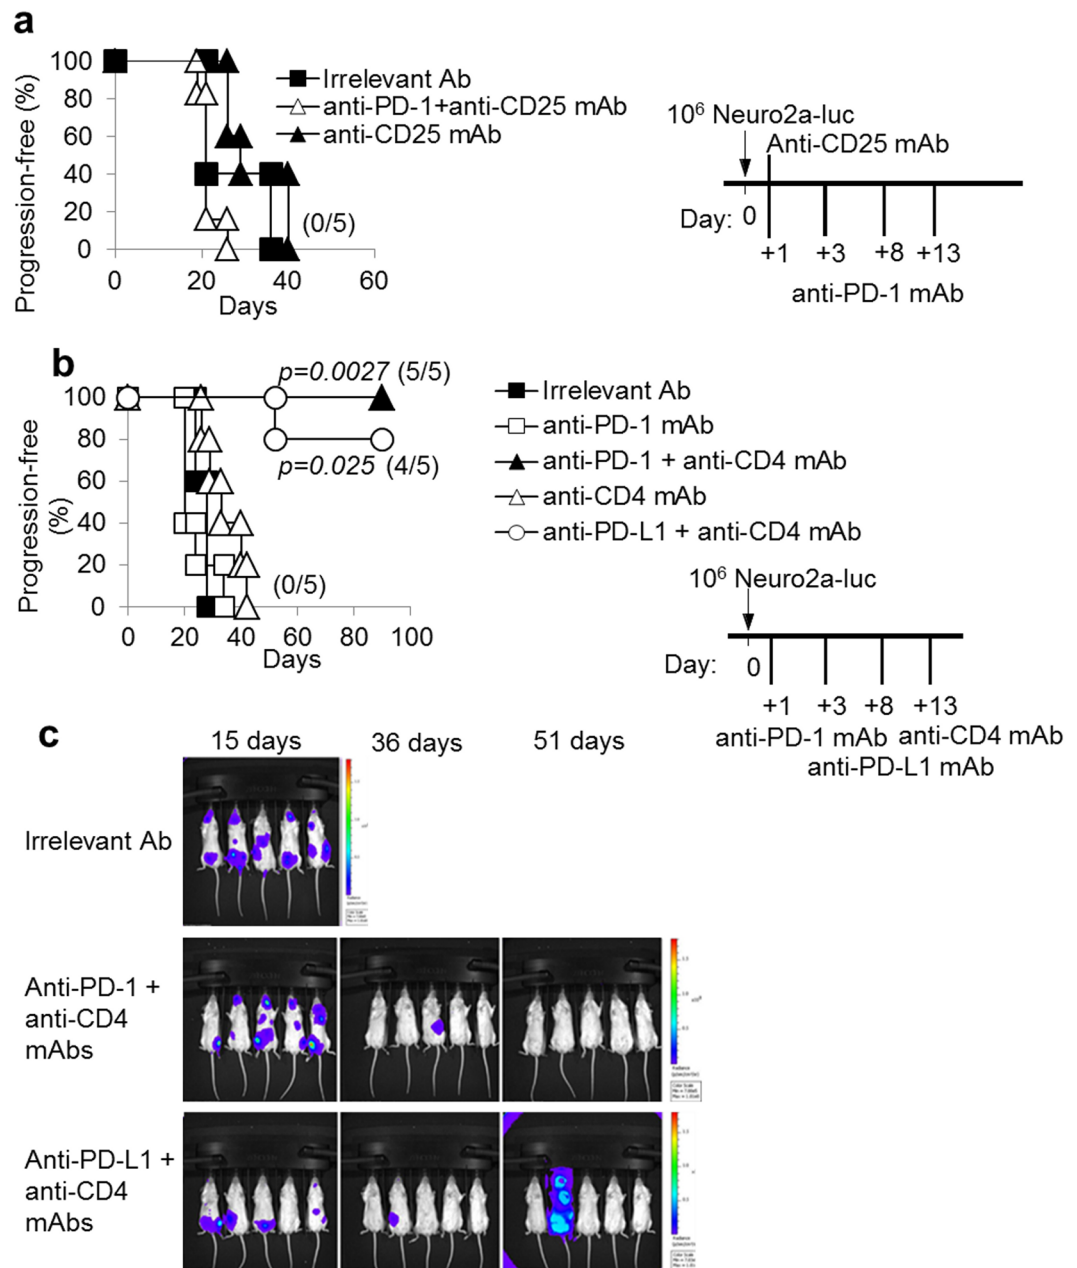 a
Progression-free (%)
100
80
60
40
20
0
0 20 40 60
Days
(0/5)
Irrelevant Ab
anti-PD-1+anti-CD25 mAb
anti-CD25 mAb
10⁶ Neuro2a-luc
Anti-CD25 mAb
Day: 0
+1 +3 +8 +13
anti-PD-1 mAb
b
Progression-free
(%)
100
80
60
40
20
0
0 20 40 60 80 100
Days
p=0.0027 (5/5)
p=0.025 (4/5)
(0/5)
Irrelevant Ab
anti-PD-1 mAb
anti-PD-1 + anti-CD4 mAb
anti-CD4 mAb
anti-PD-L1 + anti-CD4 mAb
10⁶ Neuro2a-luc
Day: 0
+1 +3 +8 +13
anti-PD-1 mAb anti-CD4 mAb
anti-PD-L1 mAb
c
15 days 36 days 51 days
Irrelevant Ab
Anti-PD-1 +
anti-CD4
mAbs
Anti-PD-L1 +
anti-CD4
mAbs